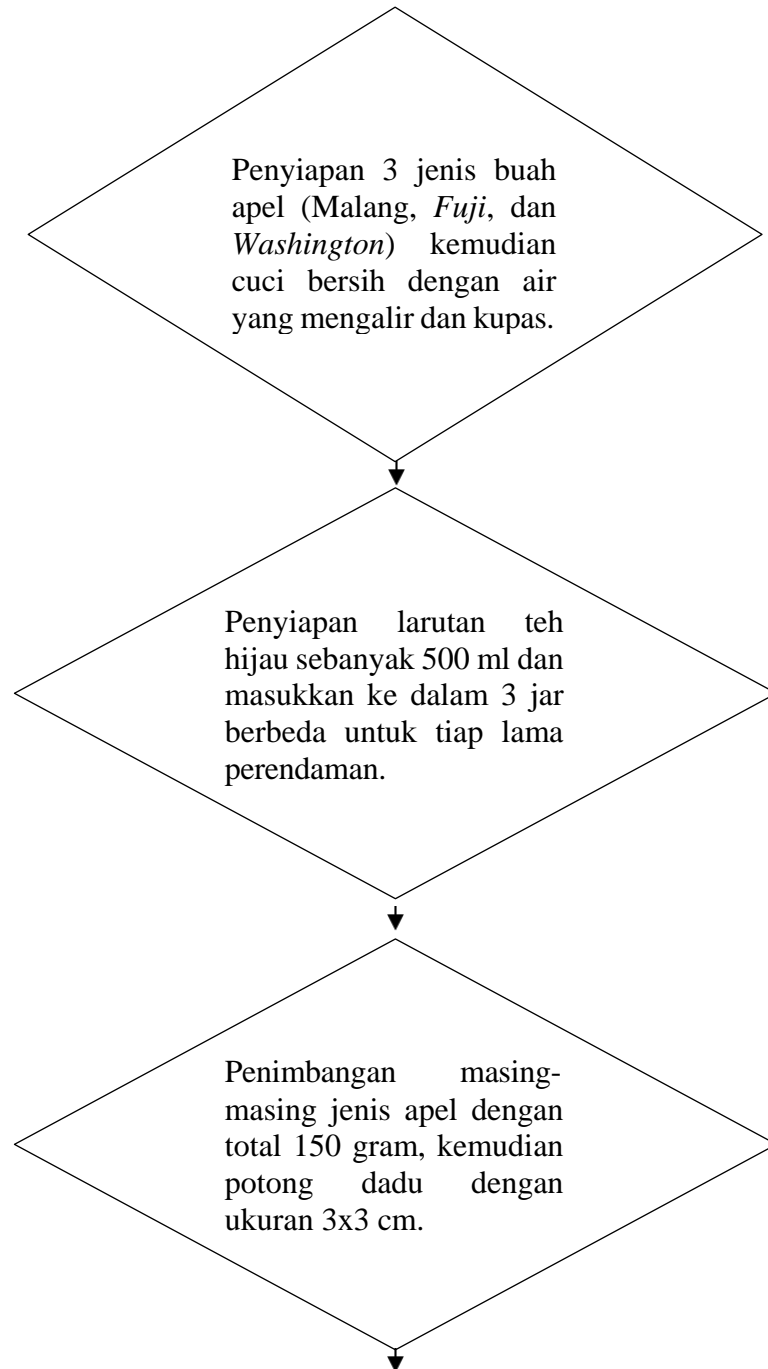 Penyiapan 3 jenis buah
apel (Malang, Fuji, dan
Washington) kemudian
cuci bersih dengan air
yang mengalir dan kupas.
Penyiapan larutan teh
hijau sebanyak 500 ml dan
masukkan ke dalam 3 jar
berbeda untuk tiap lama
perendaman.
Penimbangan masing-
masing jenis apel dengan
total 150 gram, kemudian
potong dadu dengan
ukuran 3x3 cm.